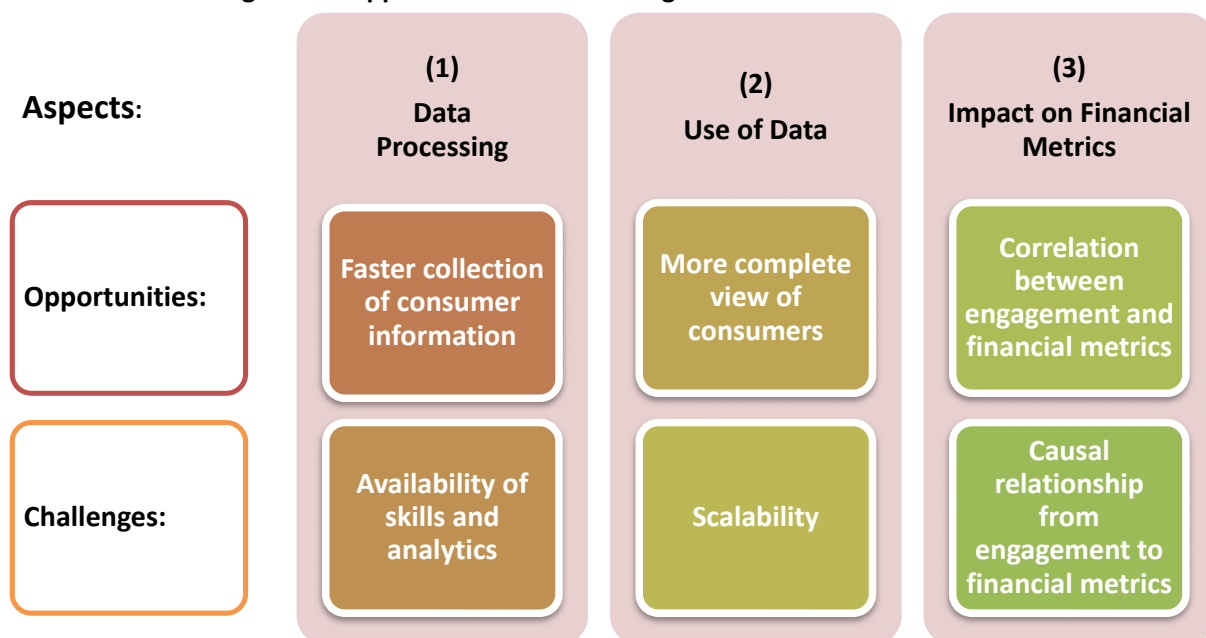 Aspects:
(1)
Data
Processing
(2)
Use of Data
(3)
Impact on Financial
Metrics
Opportunities:
Faster collection
of consumer
information
More complete
view of
consumers
Correlation
between
engagement and
financial metrics
Challenges:
Availability of
skills and
analytics
Scalability
Causal
relationship
from
engagement to
financial metrics